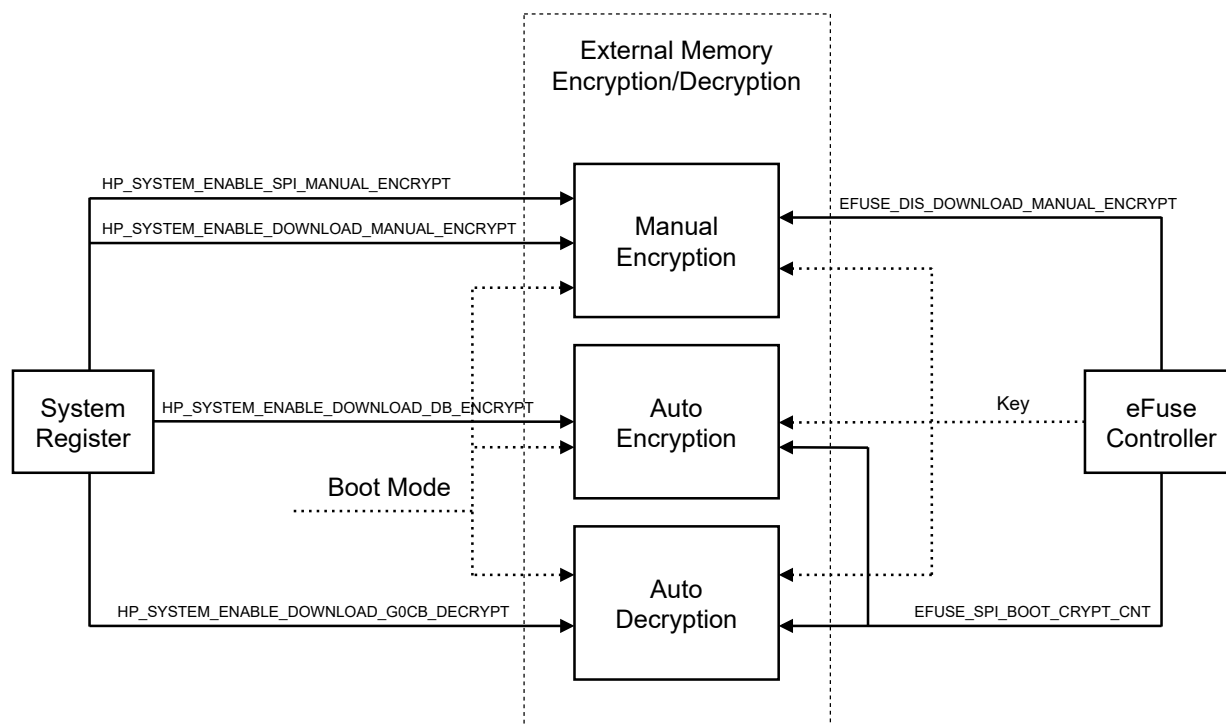 External Memory
Encryption/Decryption
HP_SYSTEM_ENABLE_SPI_MANUAL_ENCRYPT
HP_SYSTEM_ENABLE_DOWNLOAD_MANUAL_ENCRYPT
Manual
Encryption
EFUSE_DIS_DOWNLOAD_MANUAL_ENCRYPT
System
Register
HP_SYSTEM_ENABLE_DOWNLOAD_DB_ENCRYPT
Auto
Encryption
Key
eFuse
Controller
Boot Mode
HP_SYSTEM_ENABLE_DOWNLOAD_G0CB_DECRYPT
Auto
Decryption
EFUSE_SPI_BOOT_CRYPT_CNT